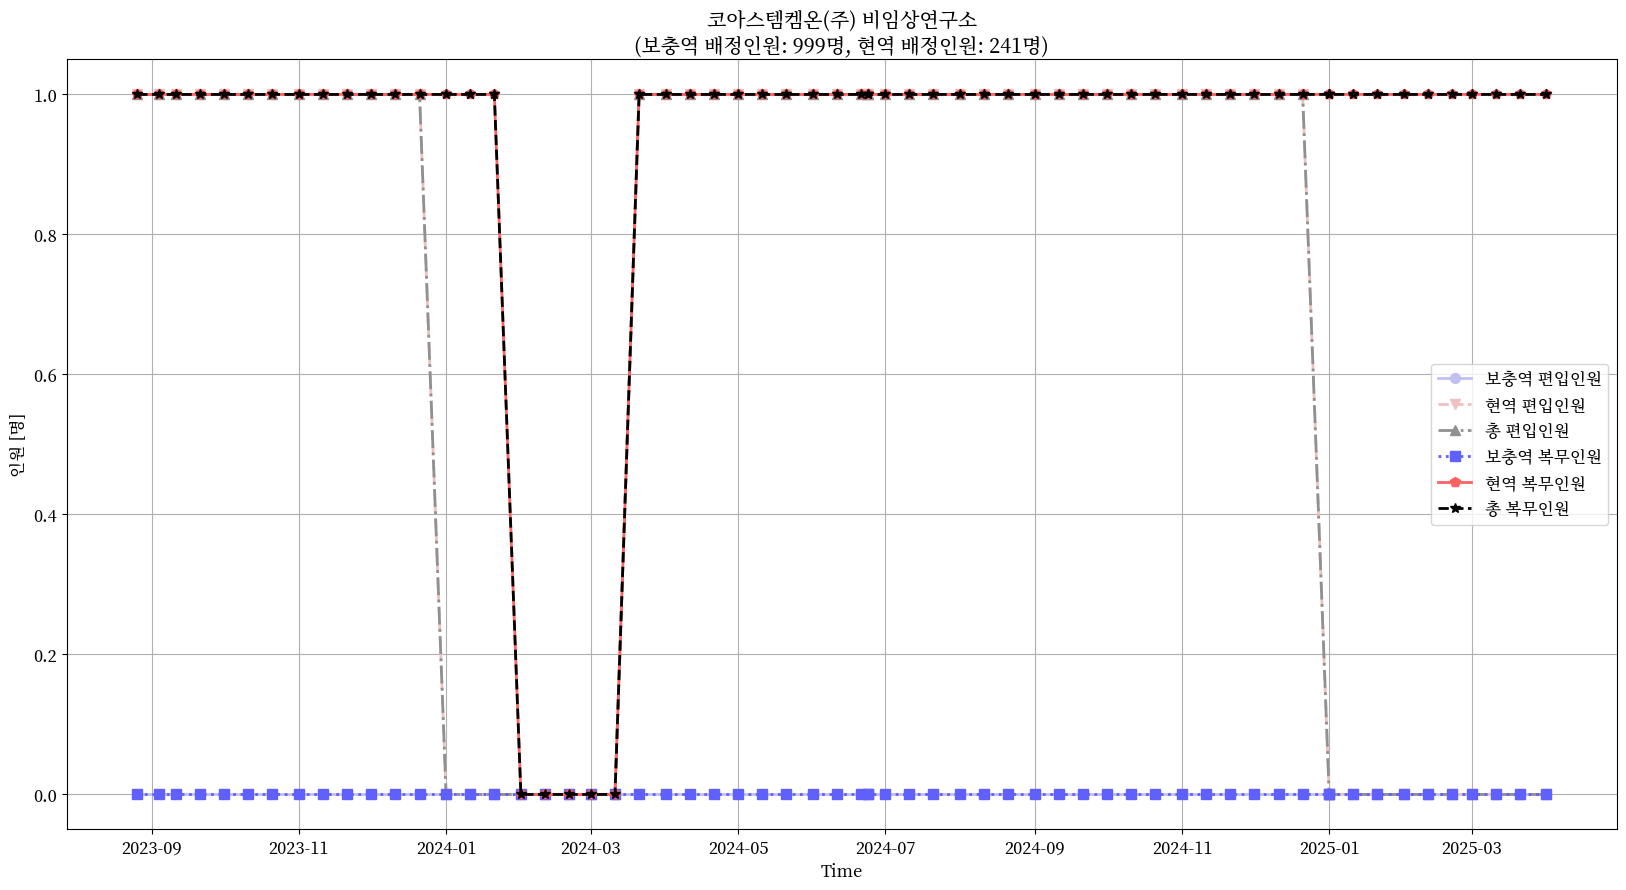 코아스템켐온(주) 비임상연구소
(보충역 배정인원: 999명, 현역 배정인원: 241명)
1.0
0.8
0.6
0.4
0.2
0.0
인원 [명]
보충역 편입인원
현역 편입인원
총 편입인원
보충역 복무인원
현역 복무인원
총 복무인원
2023-09
2023-11
2024-01
2024-03
2024-05
2024-07
2024-09
2024-11
2025-01
2025-03
Time